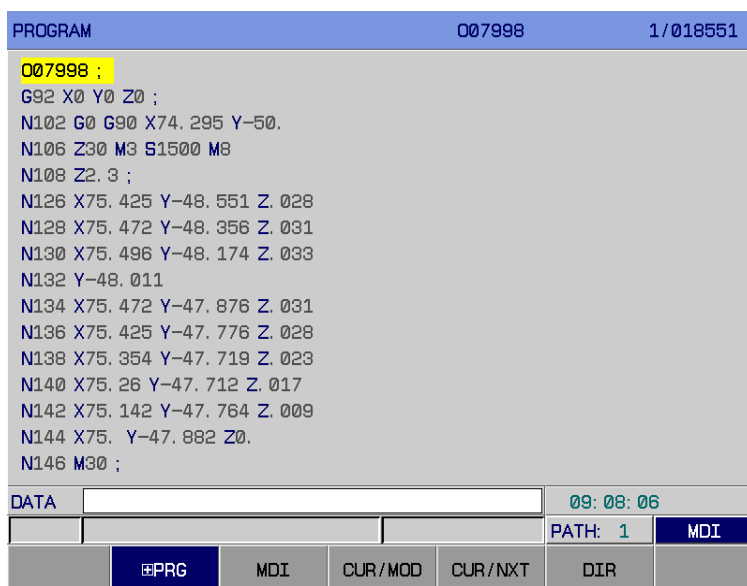 PROGRAM O07998 1/018551
O07998 ;
G92 X0 Y0 Z0 ;
N102 G0 G90 X74.295 Y-50.
N106 Z30 M3 S1500 M8
N108 Z2.3 ;
N126 X75.425 Y-48.551 Z.028
N128 X75.472 Y-48.356 Z.031
N130 X75.496 Y-48.174 Z.033
N132 Y-48.011
N134 X75.472 Y-47.876 Z.031
N136 X75.425 Y-47.776 Z.028
N138 X75.354 Y-47.719 Z.023
N140 X75.26 Y-47.712 Z.017
N142 X75.142 Y-47.764 Z.009
N144 X75. Y-47.882 Z0.
N146 M30 ;
DATA 09:08:06
PATH: 1 MDI
⊞PRG MDI CUR/MOD CUR/NXT DIR